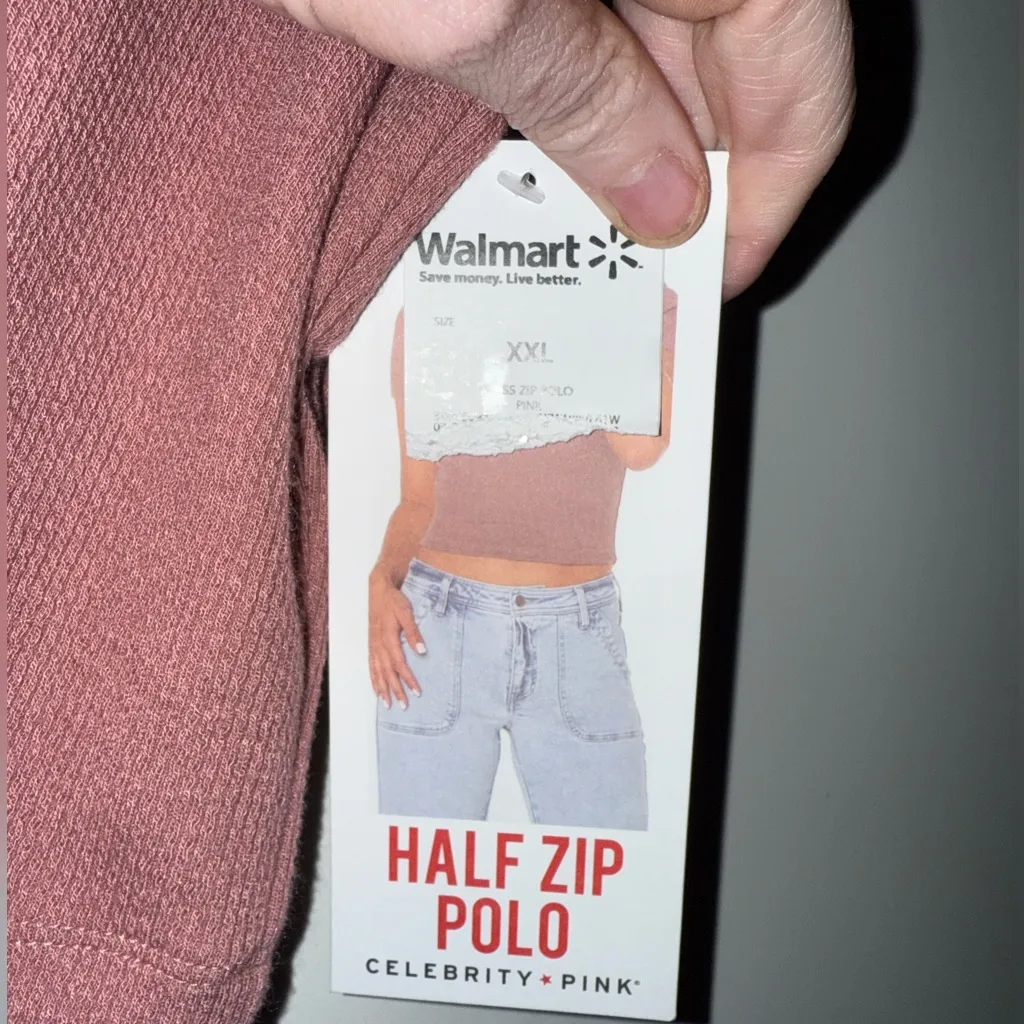 Walmart
Save money. Live better.
SIZE
XXL
ZIP POLO
PINK
HALF ZIP
POLO
CELEBRITY ★ PINK®